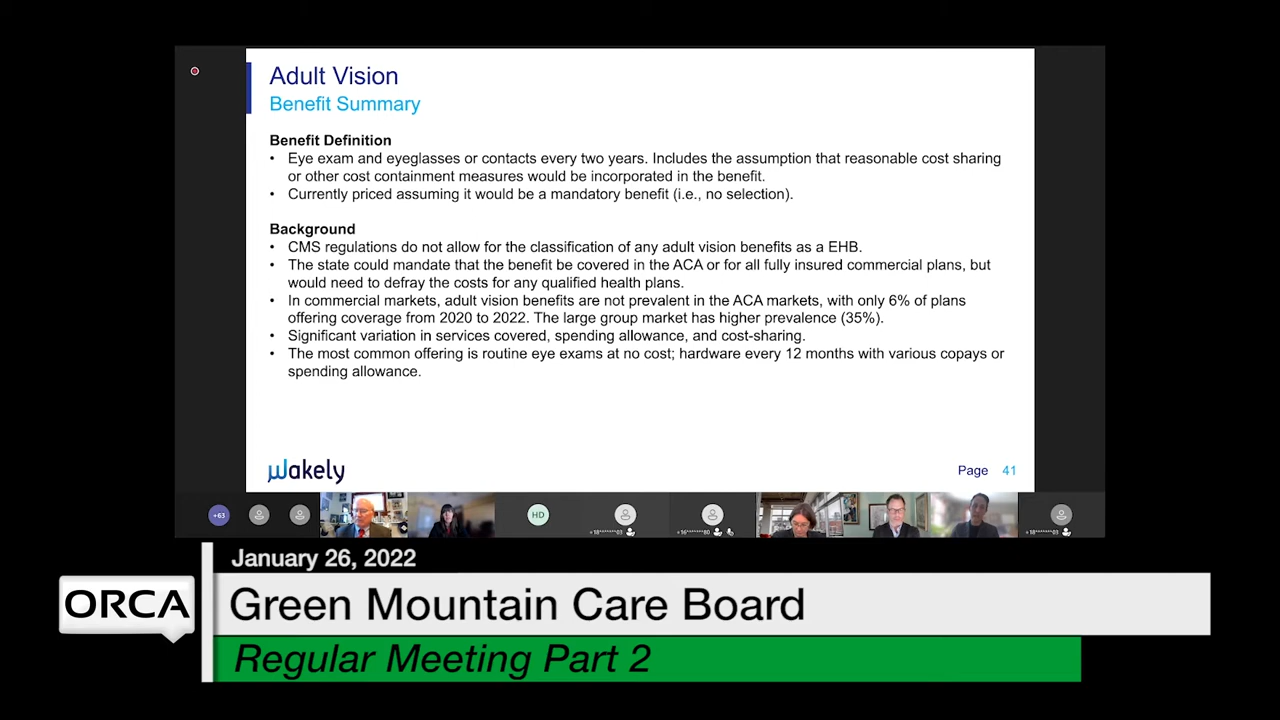 Adult Vision
Benefit Summary
Benefit Definition
• Eye exam and eyeglasses or contacts every two years. Includes the assumption that reasonable cost sharing
or other cost containment measures would be incorporated in the benefit.
• Currently priced assuming it would be a mandatory benefit (i.e., no selection).
Background
• CMS regulations do not allow for the classification of any adult vision benefits as a EHB.
• The state could mandate that the benefit be covered in the ACA or for all fully insured commercial plans, but
would need to defray the costs for any qualified health plans.
• In commercial markets, adult vision benefits are not prevalent in the ACA markets, with only 6% of plans
offering coverage from 2020 to 2022. The large group market has higher prevalence (35%).
• Significant variation in services covered, spending allowance, and cost-sharing.
• The most common offering is routine eye exams at no cost; hardware every 12 months with various copays or
spending allowance.
wakely
Page 41
+63
HD
January 26, 2022
ORCA
Green Mountain Care Board
Regular Meeting Part 2